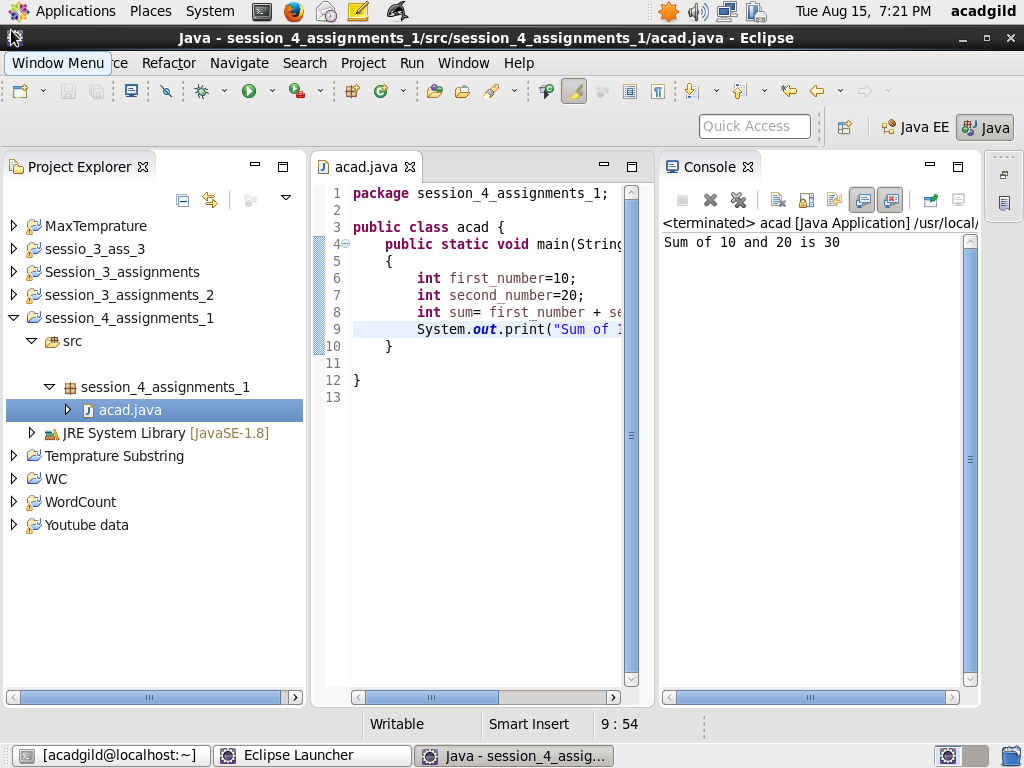 Applications Places System Tue Aug 15, 7:21 PM acadgild
Java - session_4_assignments_1/src/session_4_assignments_1/acad.java - Eclipse
Window Menu rce Refactor Navigate Search Project Run Window Help
Quick Access Java EE Java
Project Explorer
MaxTemprature
sessio_3_ass_3
Session_3_assignments
session_3_assignments_2
session_4_assignments_1
src
session_4_assignments_1
acad.java
JRE System Library [JavaSE-1.8]
Temprature Substring
WC
WordCount
Youtube data
acad.java
1 package session_4_assignments_1;
2
3 public class acad {
4 public static void main(String
5 {
6 int first_number=10;
7 int second_number=20;
8 int sum= first_number + se
9 System.out.print("Sum of 1
10 }
11
12 }
13
Console
<terminated> acad [Java Application] /usr/local/
Sum of 10 and 20 is 30
Writable Smart Insert 9 : 54
[acadgild@localhost:~] Eclipse Launcher Java - session_4_assig...